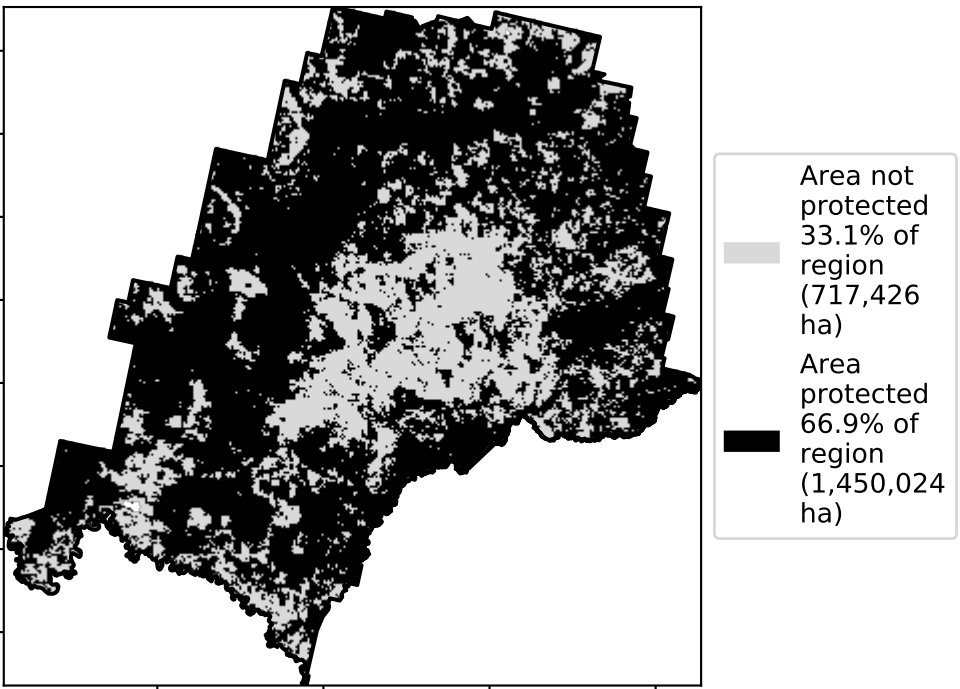 Area not
protected
33.1% of
region
(717,426
ha)
Area
protected
66.9% of
region
(1,450,024
ha)